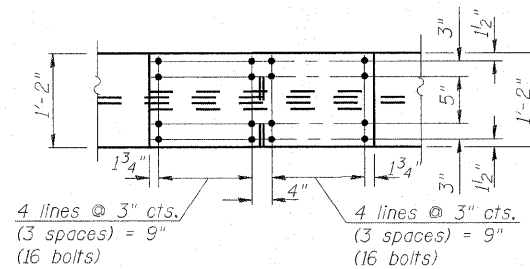 3"
1½"
1'-2"
5"
1'-2"
3"
1½"
1¾"
4"
1¾"
4 lines @ 3" cts.
(3 spaces) = 9"
(16 bolts)
4 lines @ 3" cts.
(3 spaces) = 9"
(16 bolts)